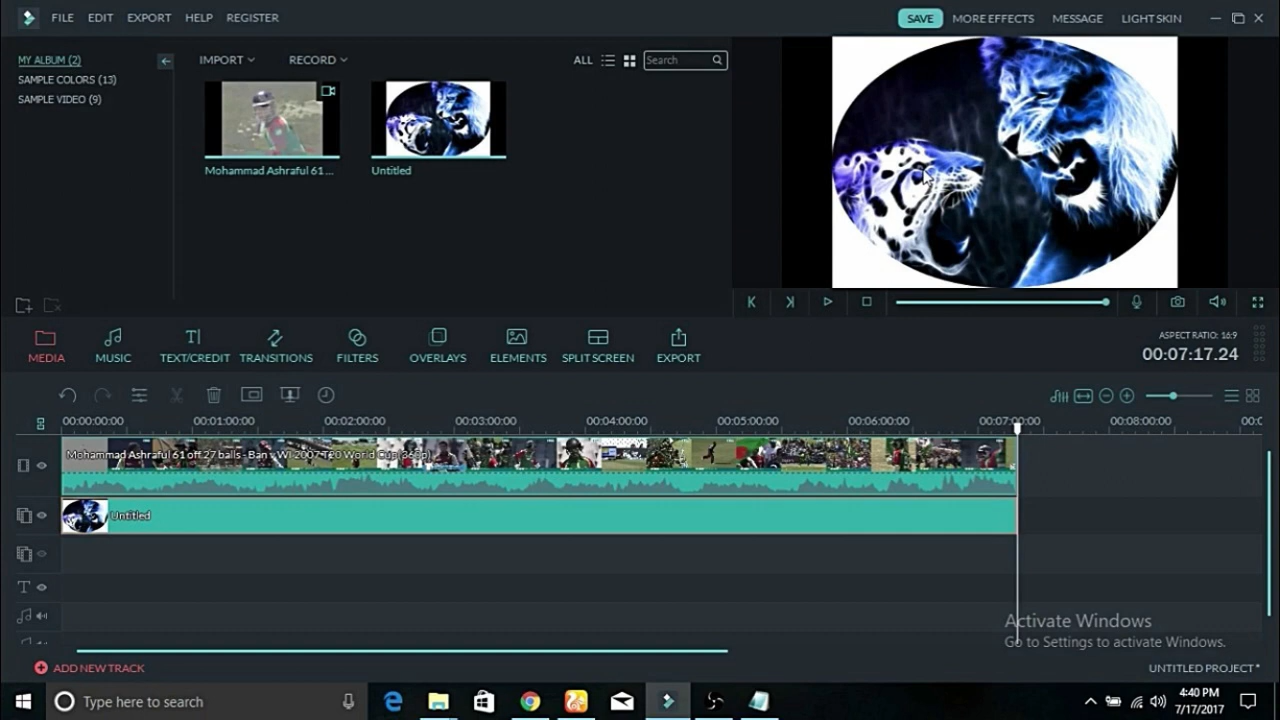 FILE EDIT EXPORT HELP REGISTER
SAVE MORE EFFECTS MESSAGE LIGHT SKIN
MY ALBUM (2)
SAMPLE COLORS (13)
SAMPLE VIDEO (9)
IMPORT RECORD ALL Search
Mohammad Ashraful 61 ... Untitled
MEDIA MUSIC TEXT/CREDIT TRANSITIONS FILTERS OVERLAYS ELEMENTS SPLIT SCREEN EXPORT
ASPECT RATIO: 16:9
00:07:17.24
00:00:00:00 00:01:00:00 00:02:00:00 00:03:00:00 00:04:00:00 00:05:00:00 00:06:00:00 00:08:00:00
Mohammad Ashraful 61 off 27 balls - Ban v WI 2007 T20 World Cup (360p)
Untitled
Activate Windows
Go to Settings to activate Windows.
ADD NEW TRACK
UNTITLED PROJECT*
Type here to search
4:40 PM
7/17/2017